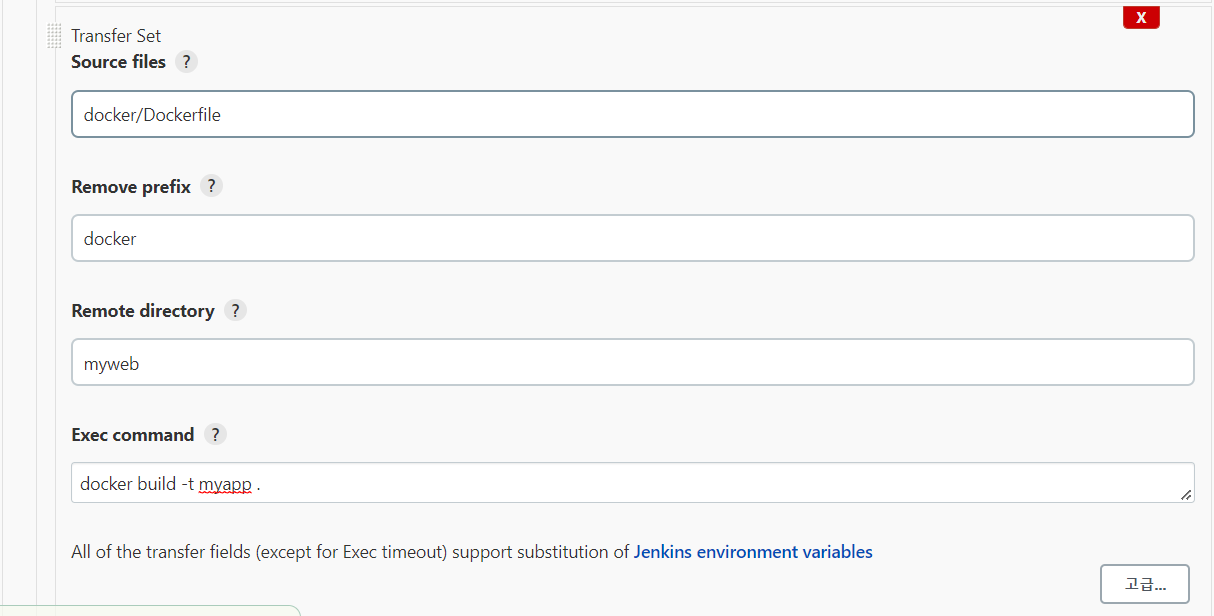 X
Transfer Set
Source files ?
docker/Dockerfile
Remove prefix ?
docker
Remote directory ?
myweb
Exec command ?
docker build -t myapp .
All of the transfer fields (except for Exec timeout) support substitution of Jenkins environment variables
고급...